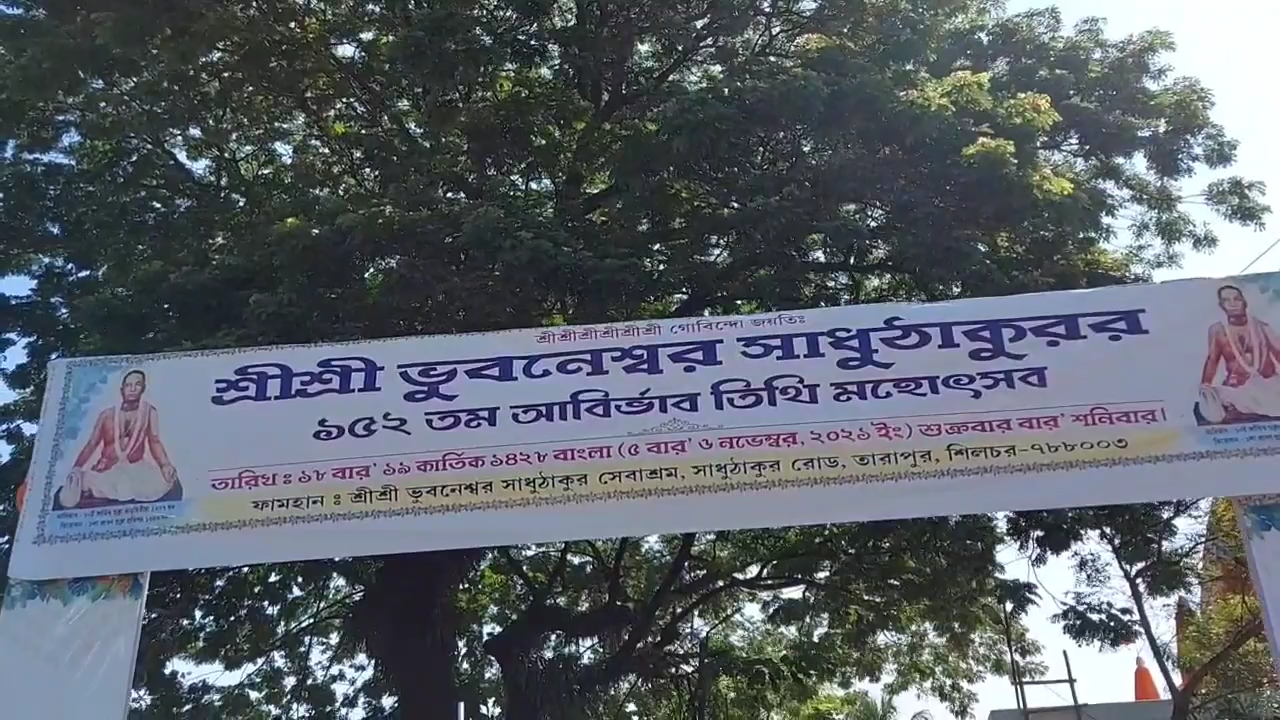 শ্রীশ্রীশ্রীশ্রীশ্রীশ্রী গোবিন্দো জয়তিঃ
শ্রীশ্রী ভুবনেশ্বর সাধুঠাকুরর
১৫২ তম আবির্ভাব তিথি মহোৎসব
তারিখ ঃ ১৮ বার' ১৯ কার্তিক ১৪২৮ বাংলা (৫ বার' ৬ নভেম্বর, ২০২১ ইং) শুক্রবার বার' শনিবার।
ফামহান ঃ শ্রীশ্রী ভুবনেশ্বর সাধুঠাকুর সেবাশ্রম, সাধুঠাকুর রোড, তারাপুর, শিলচর-৭৮৮০০৩